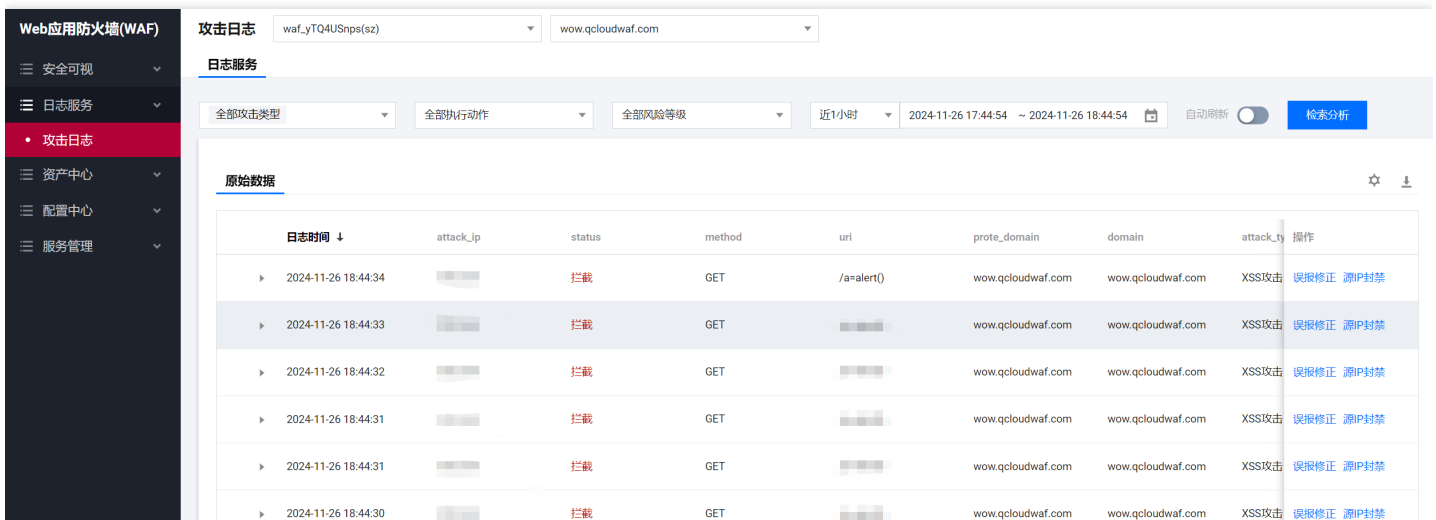 Web应用防火墙(WAF)
安全可视
日志服务
攻击日志
资产中心
配置中心
服务管理
攻击日志 waf_yTQ4USnps(sz) wow.qcloudwaf.com
日志服务
全部攻击类型 全部执行动作 全部风险等级 近1小时 2024-11-26 17:44:54 ~ 2024-11-26 18:44:54 自动刷新 检索分析
原始数据
日志时间 attack_ip status method uri prote_domain domain attack_ty 操作
2024-11-26 18:44:34 拦截 GET /a=alert() wow.qcloudwaf.com wow.qcloudwaf.com XSS攻击 误报修正 源IP封禁
2024-11-26 18:44:33 拦截 GET wow.qcloudwaf.com wow.qcloudwaf.com XSS攻击 误报修正 源IP封禁
2024-11-26 18:44:32 拦截 GET wow.qcloudwaf.com wow.qcloudwaf.com XSS攻击 误报修正 源IP封禁
2024-11-26 18:44:31 拦截 GET wow.qcloudwaf.com wow.qcloudwaf.com XSS攻击 误报修正 源IP封禁
2024-11-26 18:44:31 拦截 GET wow.qcloudwaf.com wow.qcloudwaf.com XSS攻击 误报修正 源IP封禁
2024-11-26 18:44:30 拦截 GET wow.qcloudwaf.com wow.qcloudwaf.com XSS攻击 误报修正 源IP封禁